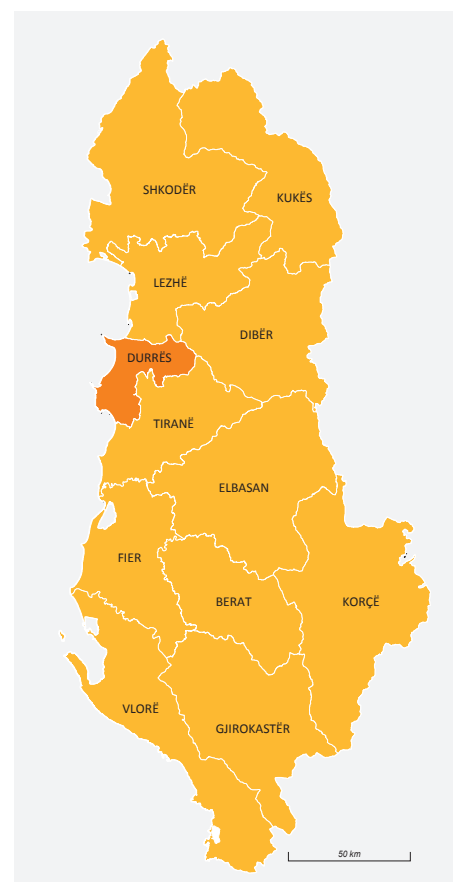 SHKODËR
KUKËS
LEZHË
DIBËR
DURRËS
TIRANË
ELBASAN
FIER
BERAT
KORÇË
VLORË
GJIROKASTËR
50 km